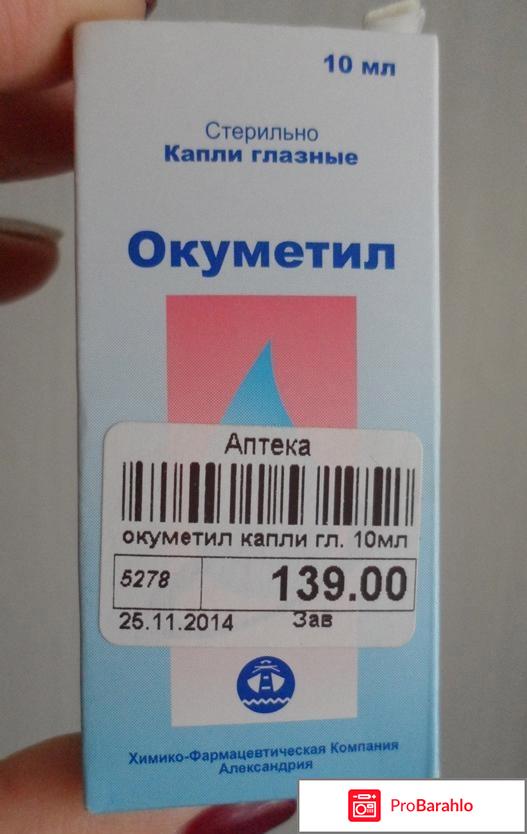 10 мл
Стерильно
Капли глазные
Окуметил
Аптека
окуметил капли гл. 10мл
5278
139.00
25.11.2014 Зав
Химико-Фармацевтическая Компания
Александрия
ProBarahlo